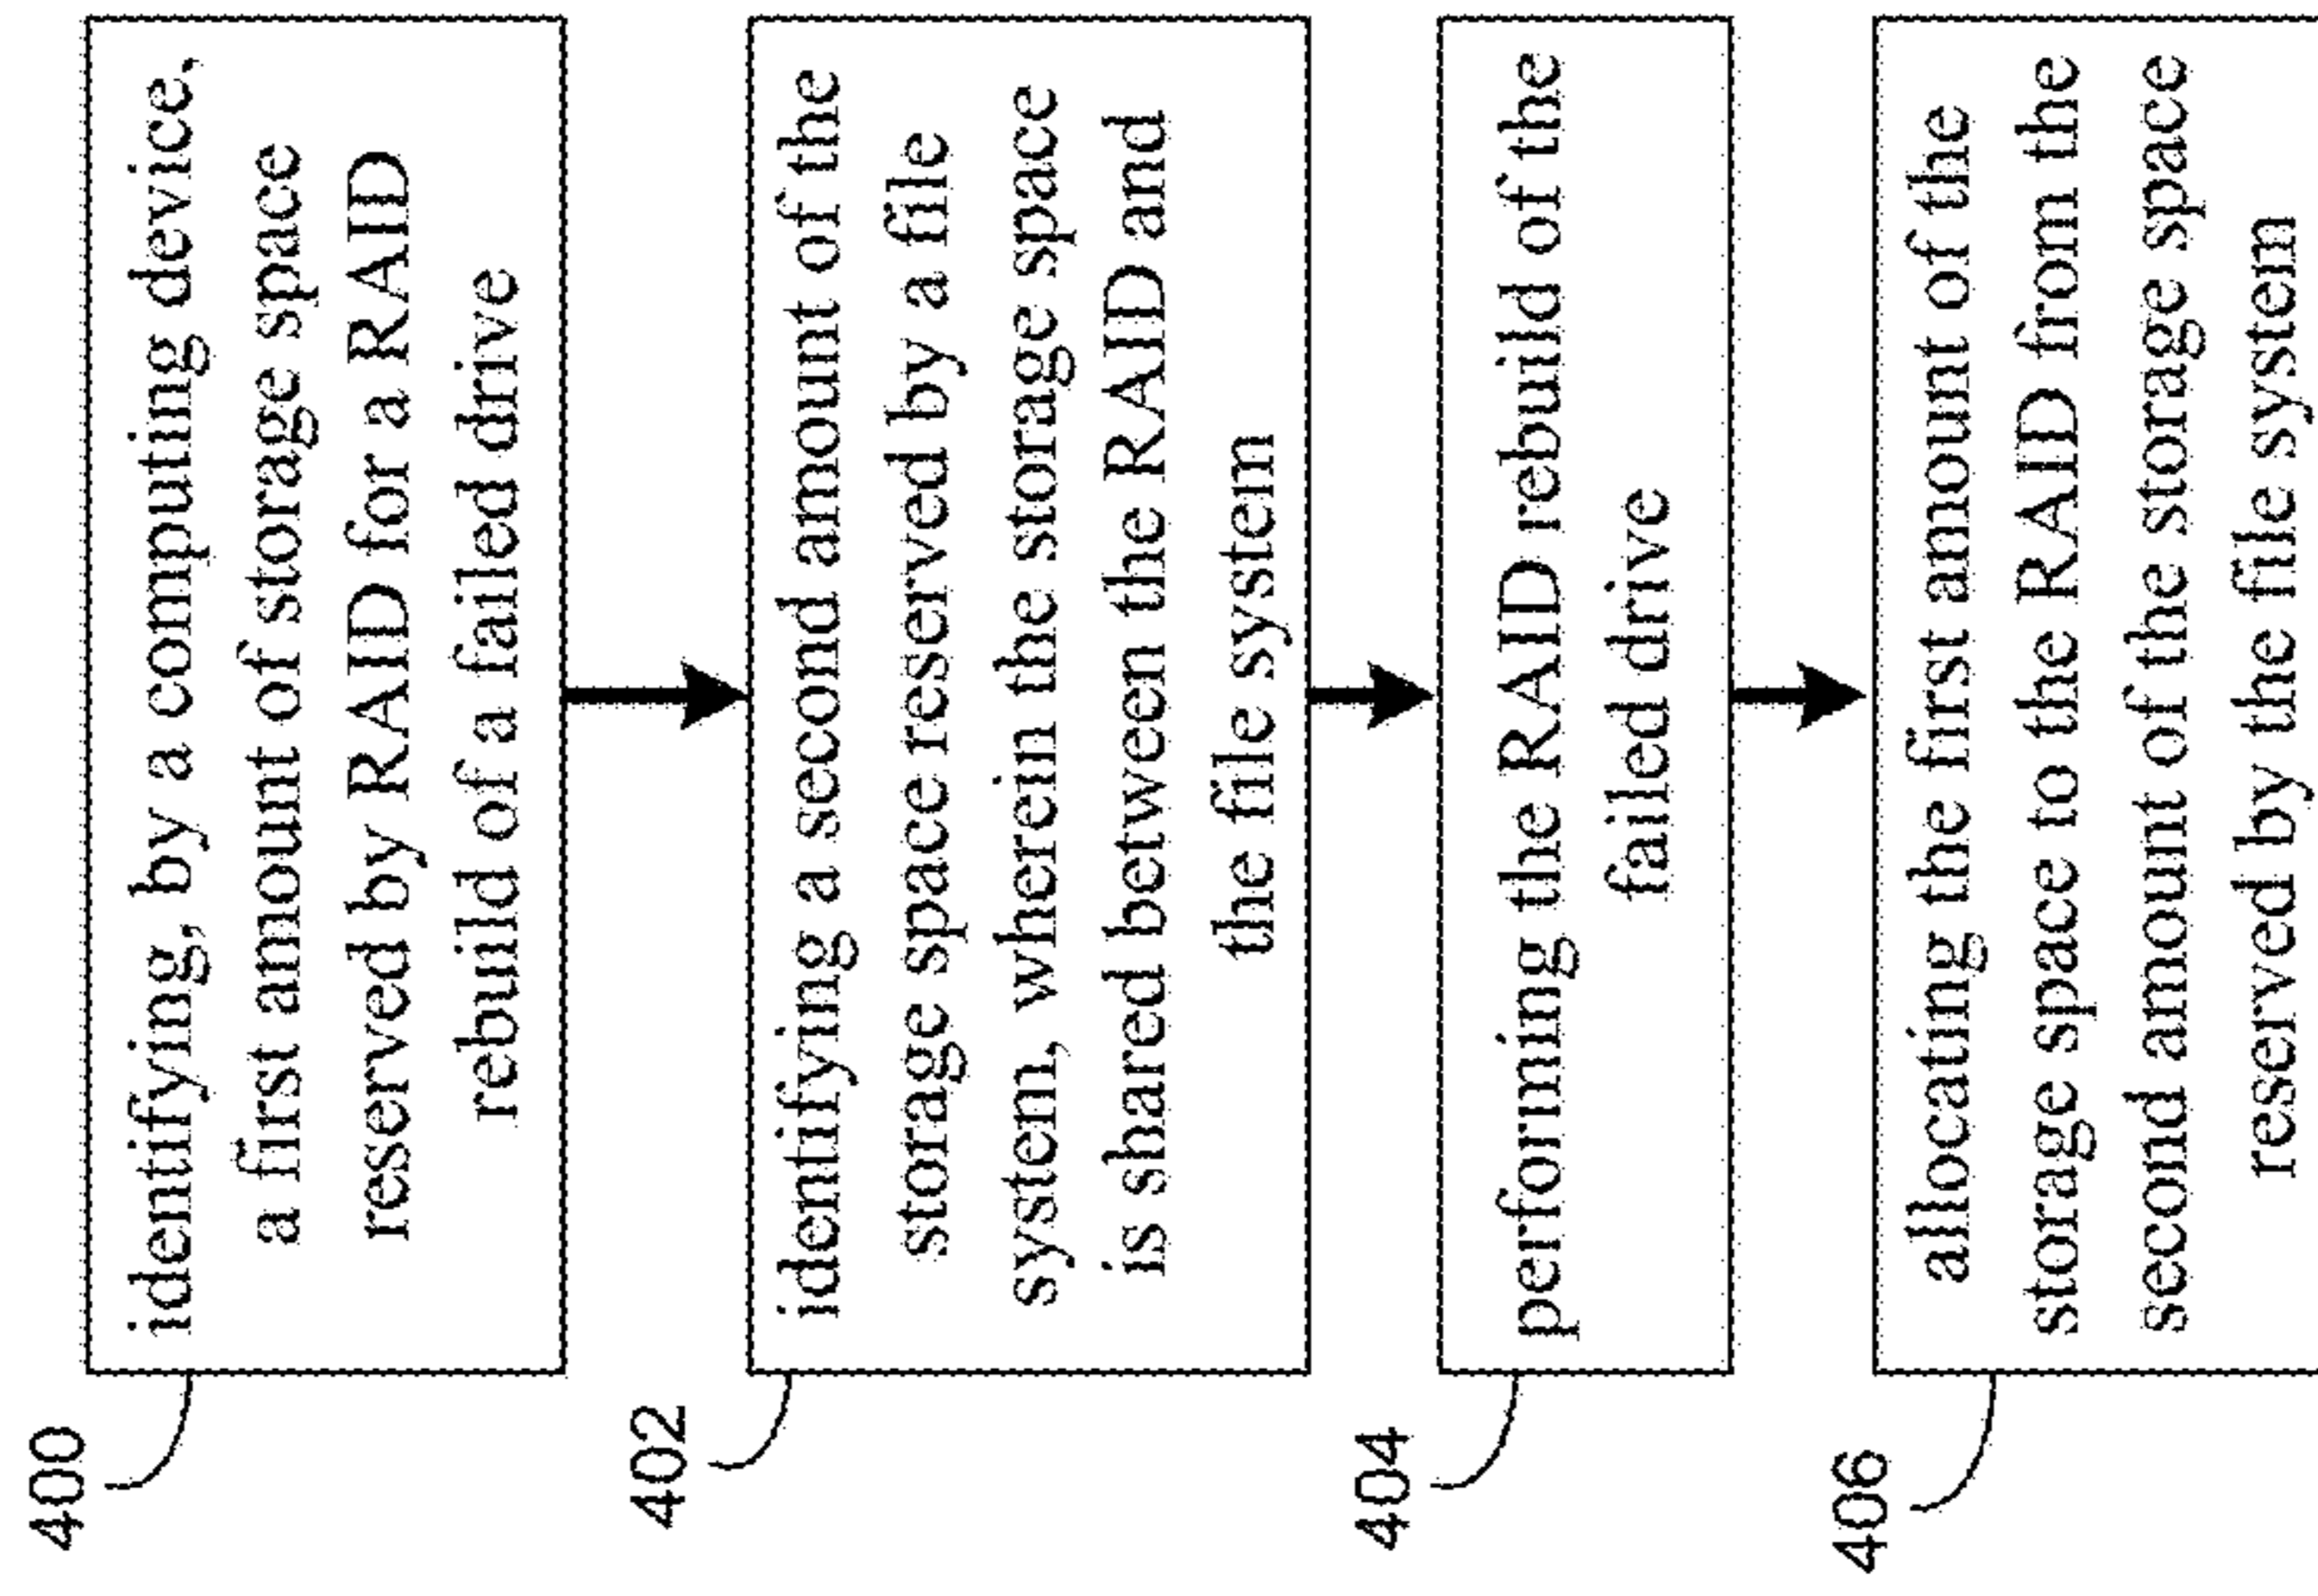 400
identifying, by a computing device,
a first amount of storage space
reserved by RAID for a RAID
rebuild of a failed drive
402
identifying a second amount of the
storage space reserved by a file
system, wherein the storage space
is shared between the RAID and
the file system
404
performing the RAID rebuild of the
failed drive
406
allocating the first amount of the
storage space to the RAID from the
second amount of the storage space
reserved by the file system